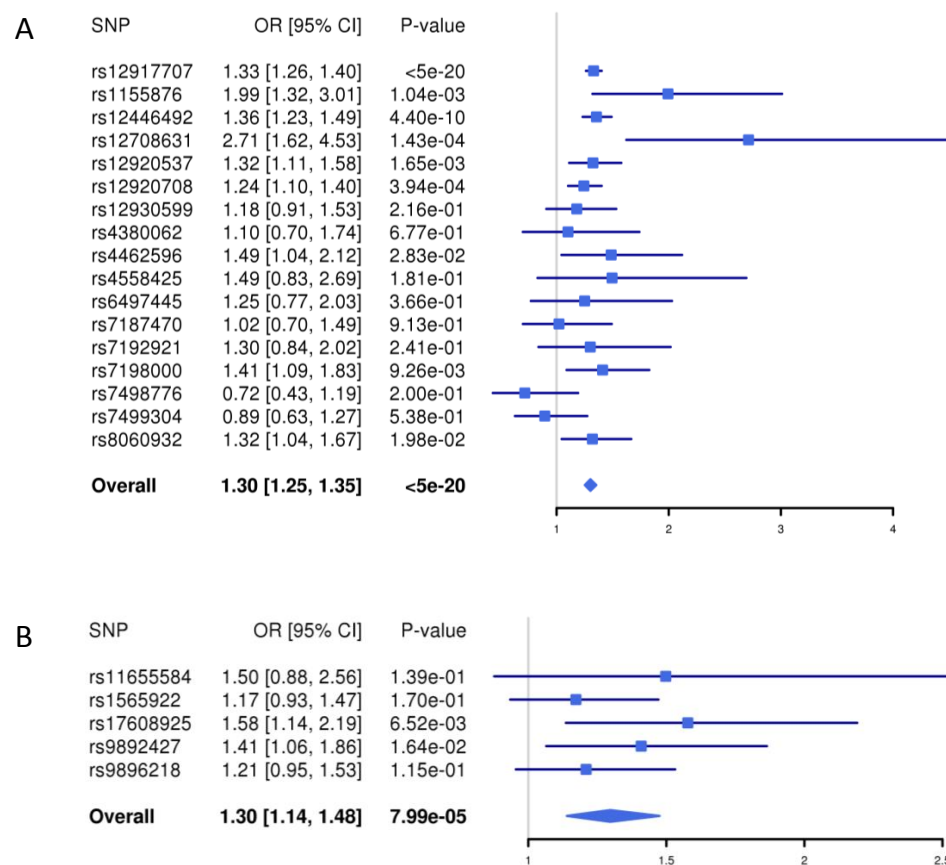 A
SNP OR [95% CI] P-value
rs12917707 1.33 [1.26, 1.40] <5e-20
rs1155876 1.99 [1.32, 3.01] 1.04e-03
rs12446492 1.36 [1.23, 1.49] 4.40e-10
rs12708631 2.71 [1.62, 4.53] 1.43e-04
rs12920537 1.32 [1.11, 1.58] 1.65e-03
rs12920708 1.24 [1.10, 1.40] 3.94e-04
rs12930599 1.18 [0.91, 1.53] 2.16e-01
rs4380062 1.10 [0.70, 1.74] 6.77e-01
rs4462596 1.49 [1.04, 2.12] 2.83e-02
rs4558425 1.49 [0.83, 2.69] 1.81e-01
rs6497445 1.25 [0.77, 2.03] 3.66e-01
rs7187470 1.02 [0.70, 1.49] 9.13e-01
rs7192921 1.30 [0.84, 2.02] 2.41e-01
rs7198000 1.41 [1.09, 1.83] 9.26e-03
rs7498776 0.72 [0.43, 1.19] 2.00e-01
rs7499304 0.89 [0.63, 1.27] 5.38e-01
rs8060932 1.32 [1.04, 1.67] 1.98e-02
Overall 1.30 [1.25, 1.35] <5e-20
1 2 3 4
B
SNP OR [95% CI] P-value
rs11655584 1.50 [0.88, 2.56] 1.39e-01
rs1565922 1.17 [0.93, 1.47] 1.70e-01
rs17608925 1.58 [1.14, 2.19] 6.52e-03
rs9892427 1.41 [1.06, 1.86] 1.64e-02
rs9896218 1.21 [0.95, 1.53] 1.15e-01
Overall 1.30 [1.14, 1.48] 7.99e-05
1 1.5 2 2.5